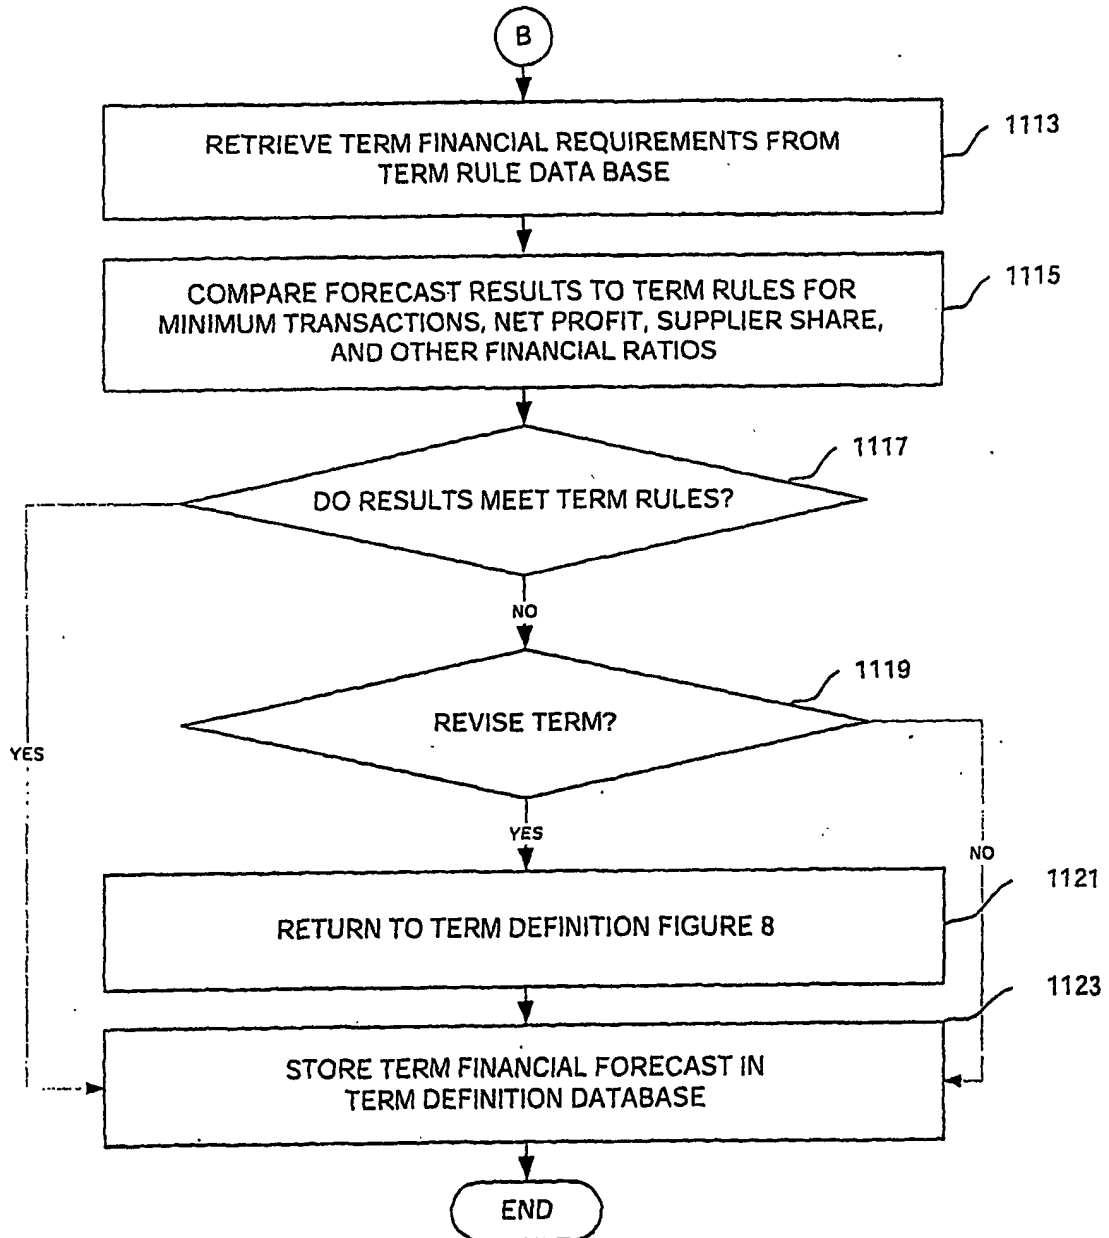 B
RETRIEVE TERM FINANCIAL REQUIREMENTS FROM
TERM RULE DATA BASE
1113
COMPARE FORECAST RESULTS TO TERM RULES FOR
MINIMUM TRANSACTIONS, NET PROFIT, SUPPLIER SHARE,
AND OTHER FINANCIAL RATIOS
1115
DO RESULTS MEET TERM RULES?
1117
NO
REVISE TERM?
1119
YES
YES
NO
RETURN TO TERM DEFINITION FIGURE 8
1121
STORE TERM FINANCIAL FORECAST IN
TERM DEFINITION DATABASE
1123
END